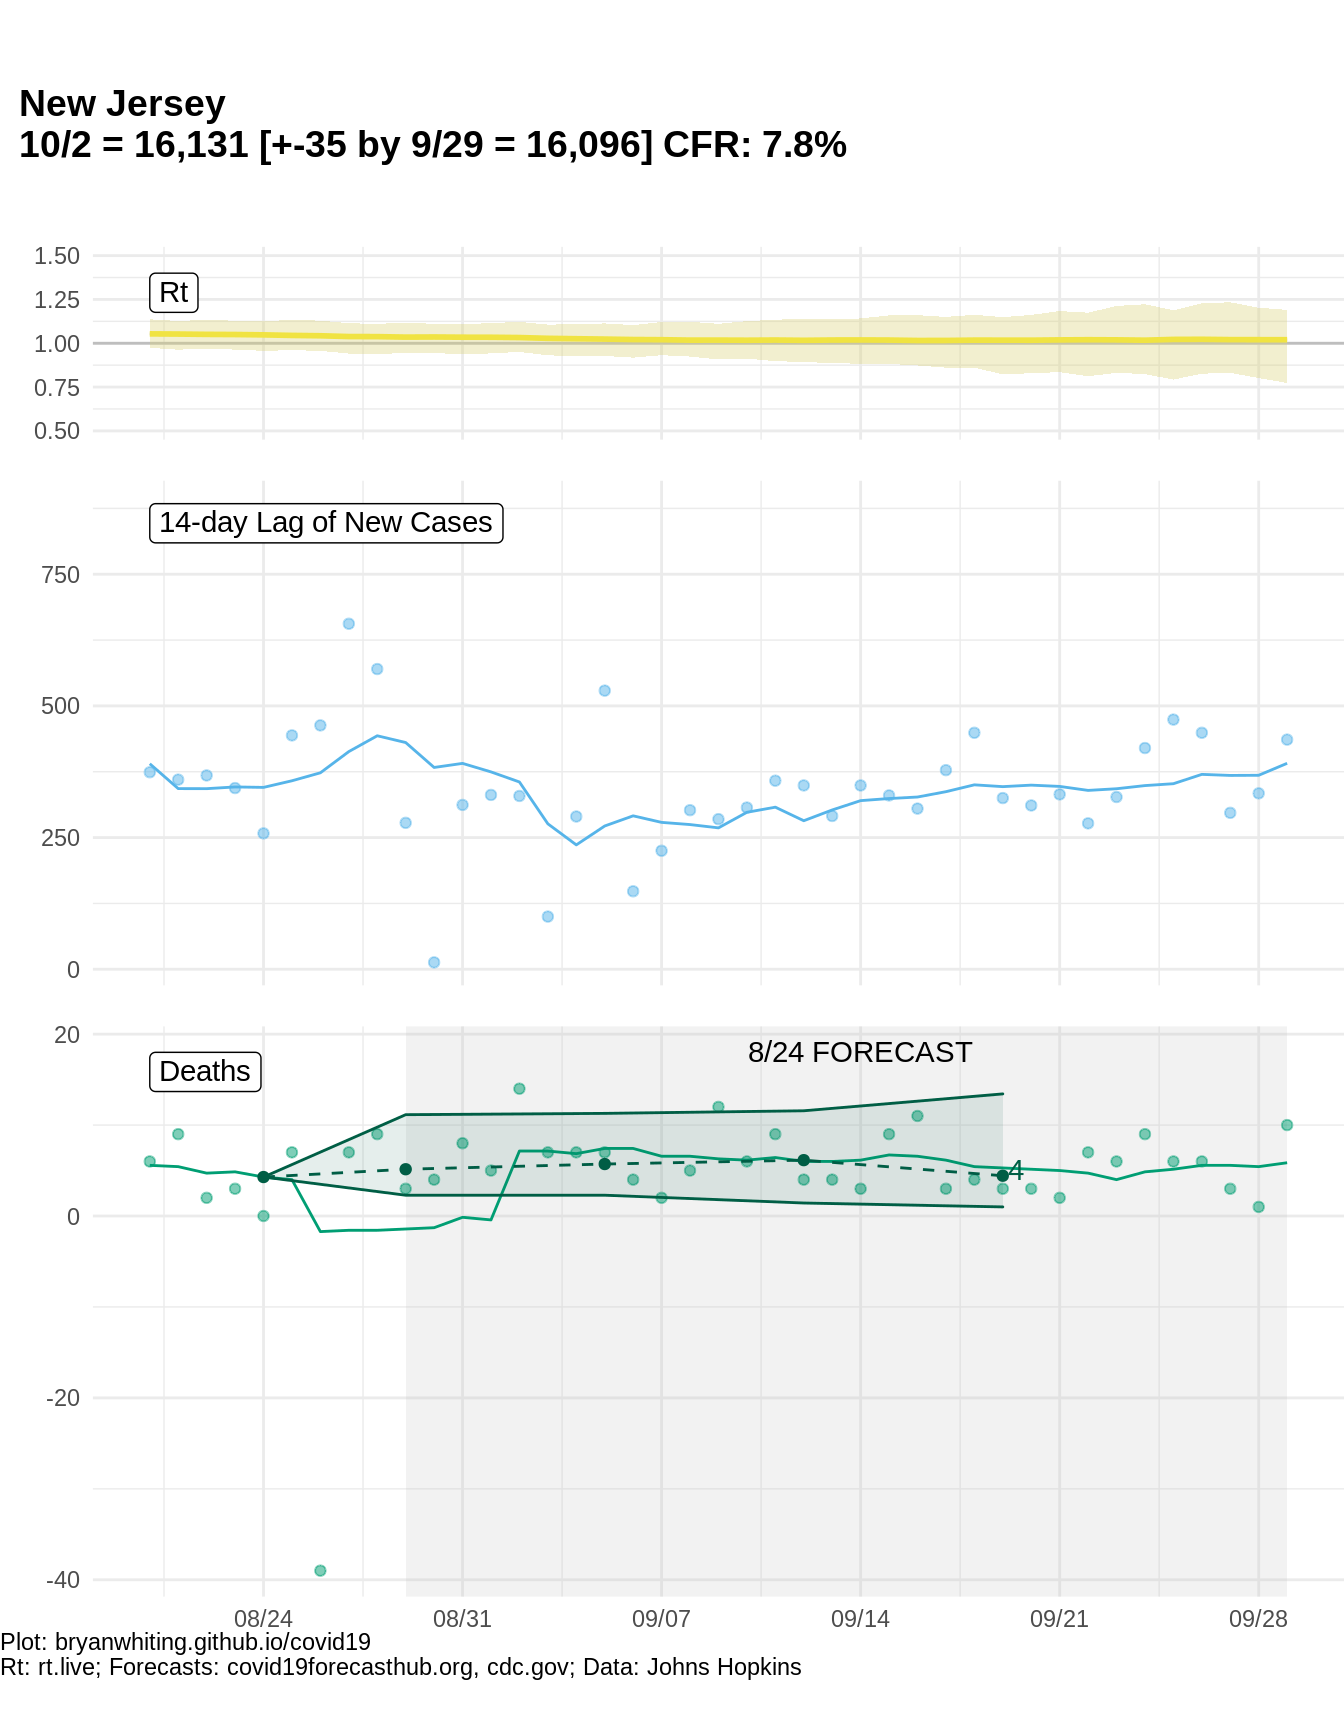 New Jersey
10/2 = 16,131 [+-35 by 9/29 = 16,096] CFR: 7.8%
1.50
1.25
1.00
0.75
0.50
Rt
14-day Lag of New Cases
750
500
250
0
20
0
-20
-40
Deaths
8/24 FORECAST
4
08/24 08/31 09/07 09/14 09/21 09/28
Plot: bryanwhiting.github.io/covid19
Rt: rt.live; Forecasts: covid19forecasthub.org, cdc.gov; Data: Johns Hopkins